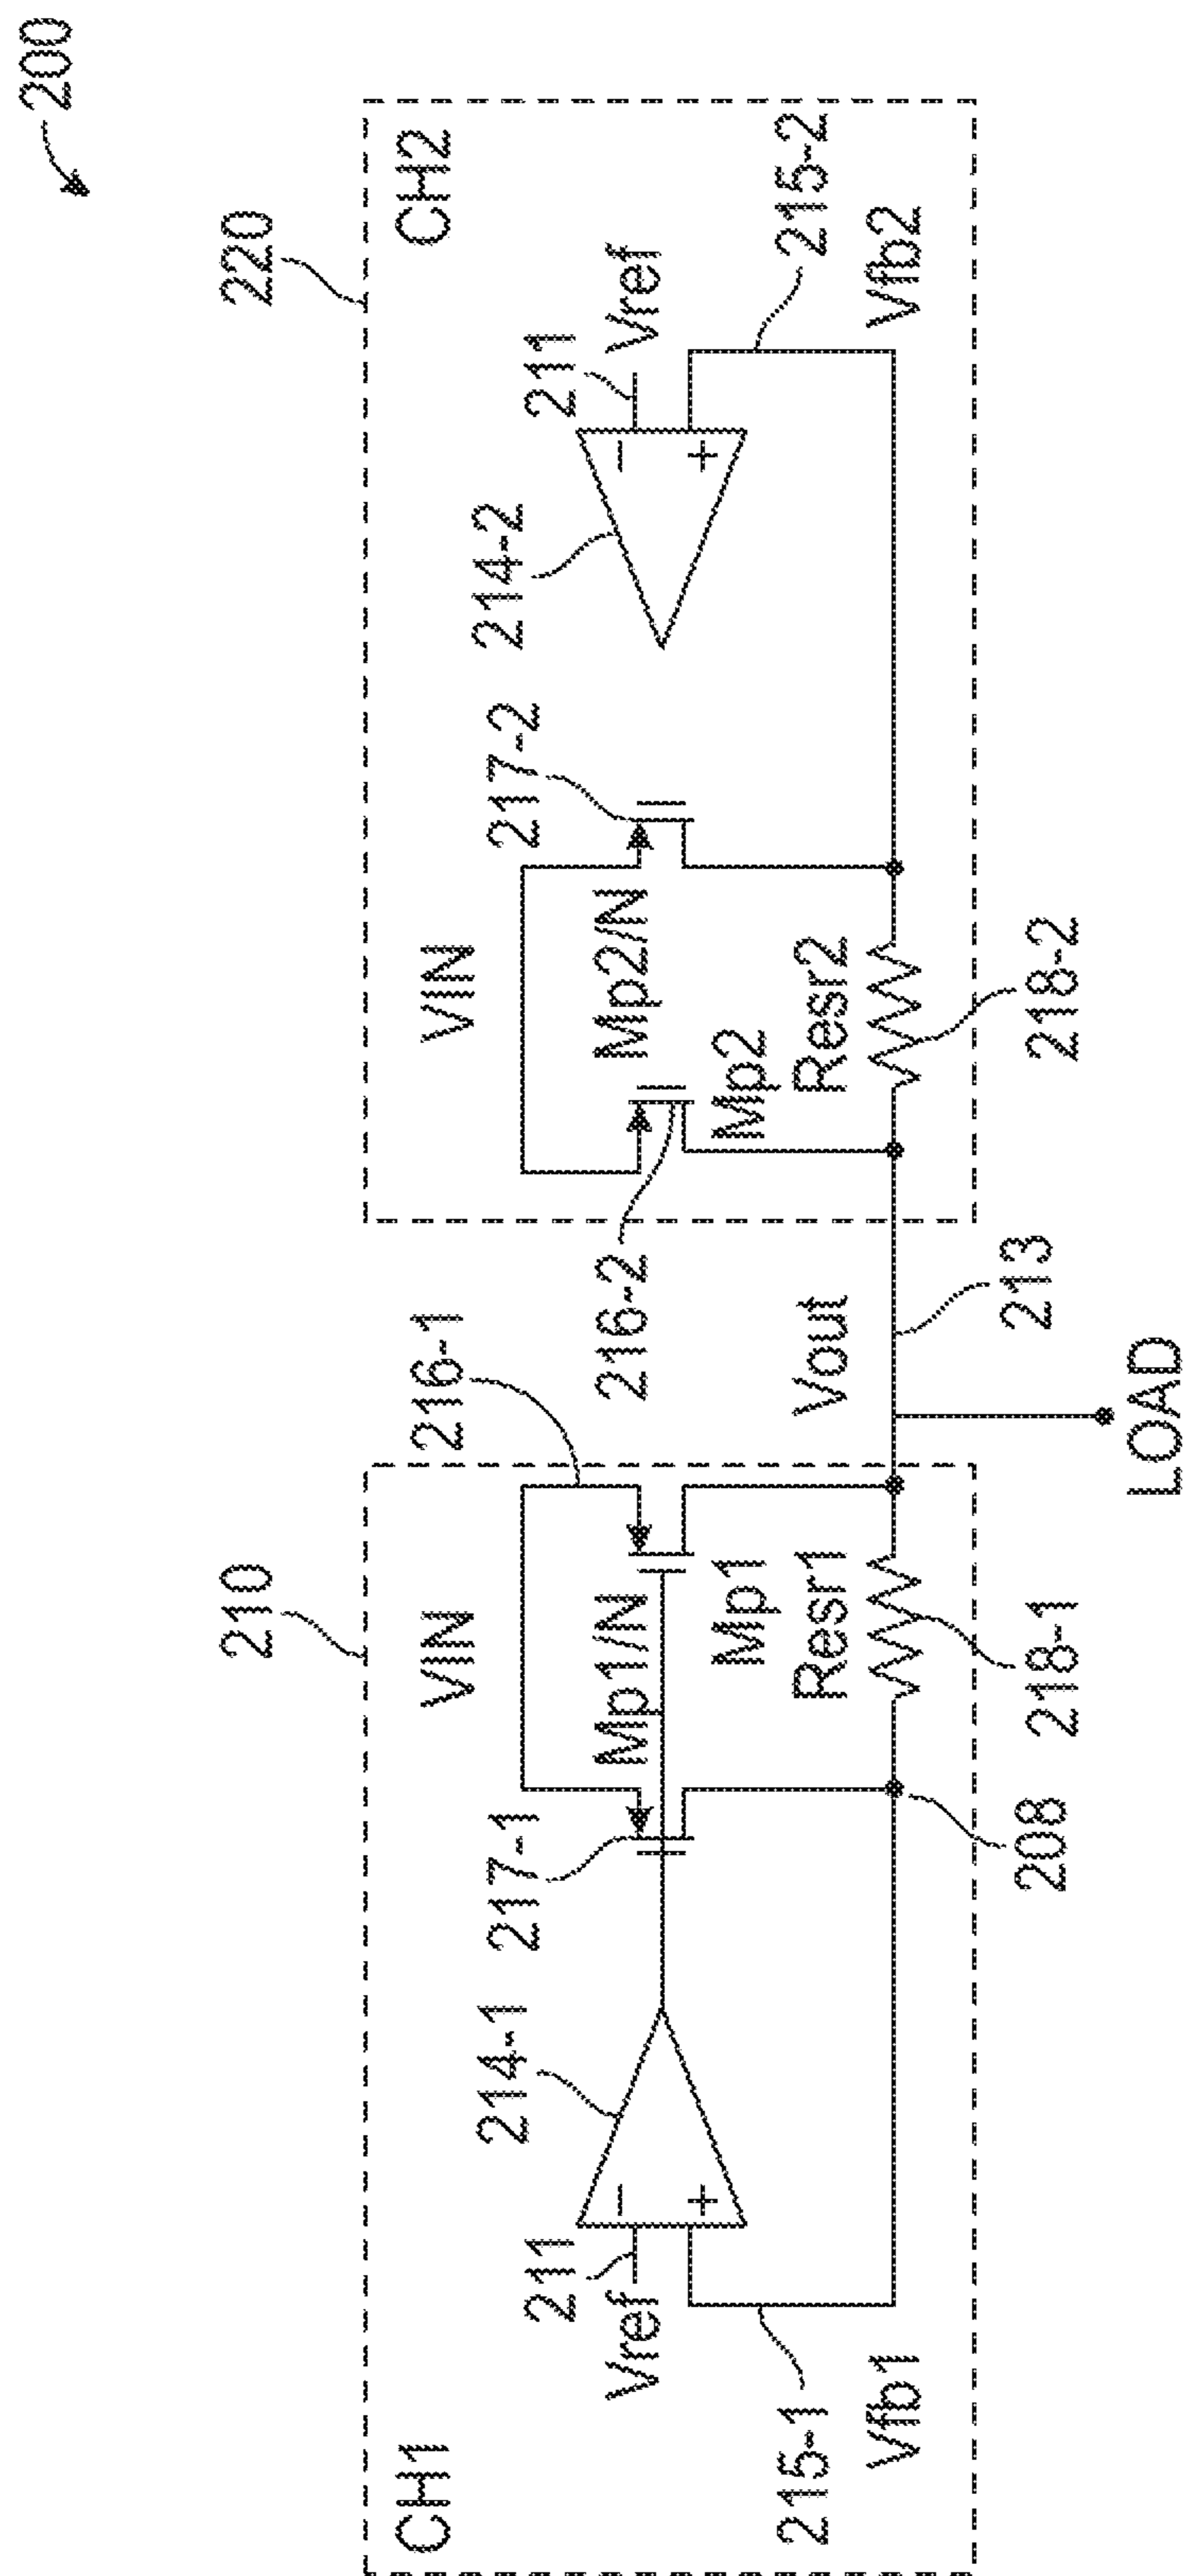 200
210
220
CH1
CH2
VIN
VIN
216-1
214-1
217-1
217-2
214-2
211
Vref
Mp1/N
216-2
Mp2/N
211
Vref
Mp1
Mp2
215-1
Vfb1
Resr1
Vout
Resr2
215-2
Vfb2
208
218-1
213
218-2
LOAD
-
+
-
+